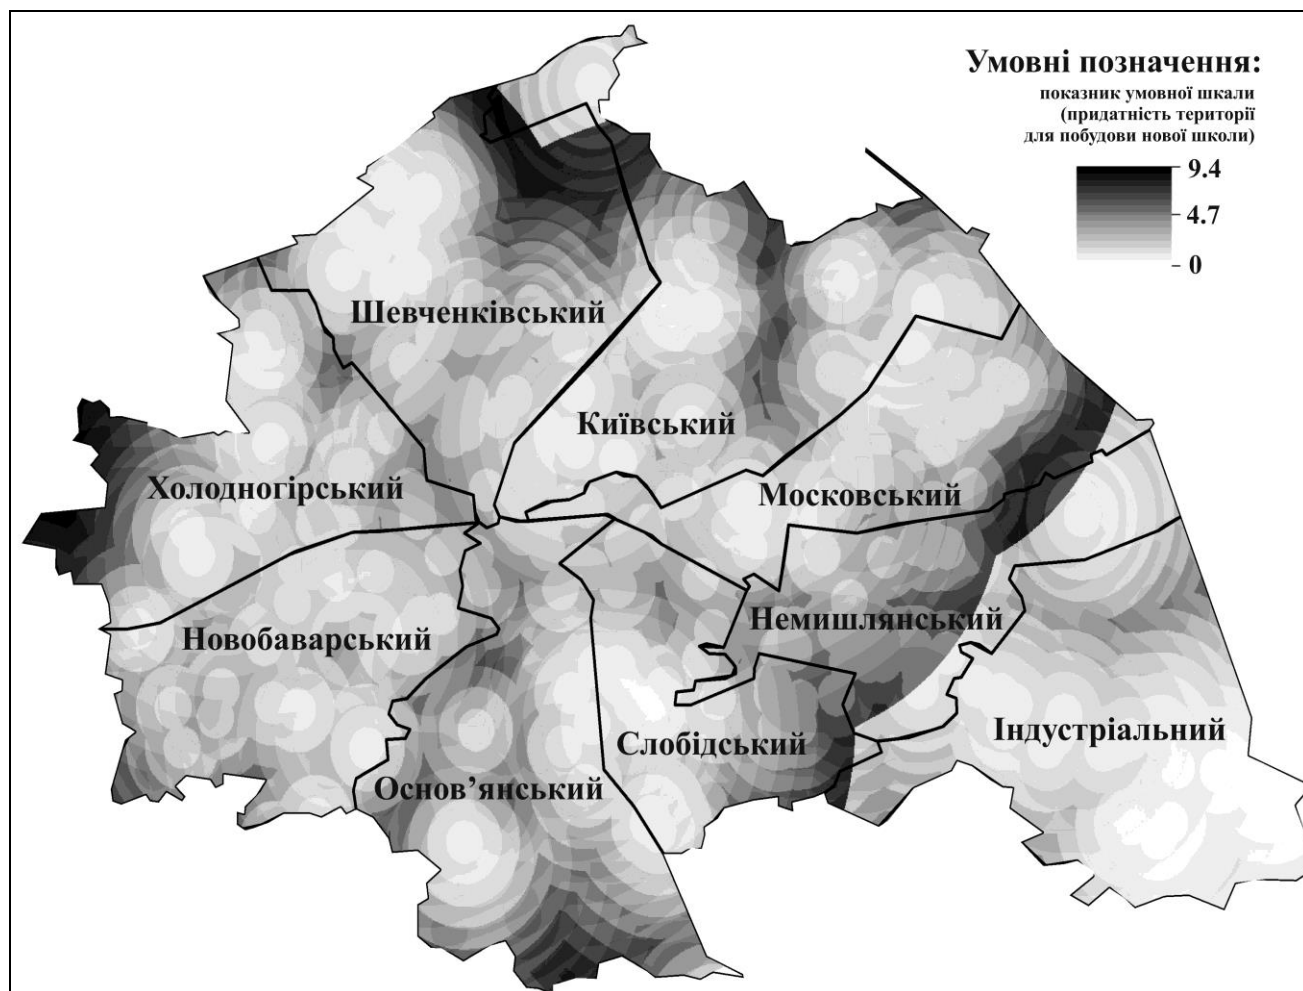 Умовні позначення:
показник умовної шкали
(придатність території
для побудови нової школи)
9.4
4.7
0
Шевченківський
Київський
Холодногірський
Московський
Новобаварський
Немишлянський
Слобідський
Індустріальний
Основ’янський